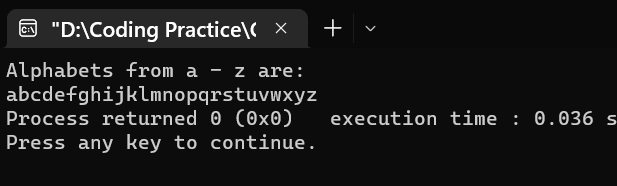 "D:\Coding Practice\C
Alphabets from a - z are:
abcdefghijklmnopqrstuvwxyz
Process returned 0 (0x0)   execution time : 0.036 s
Press any key to continue.